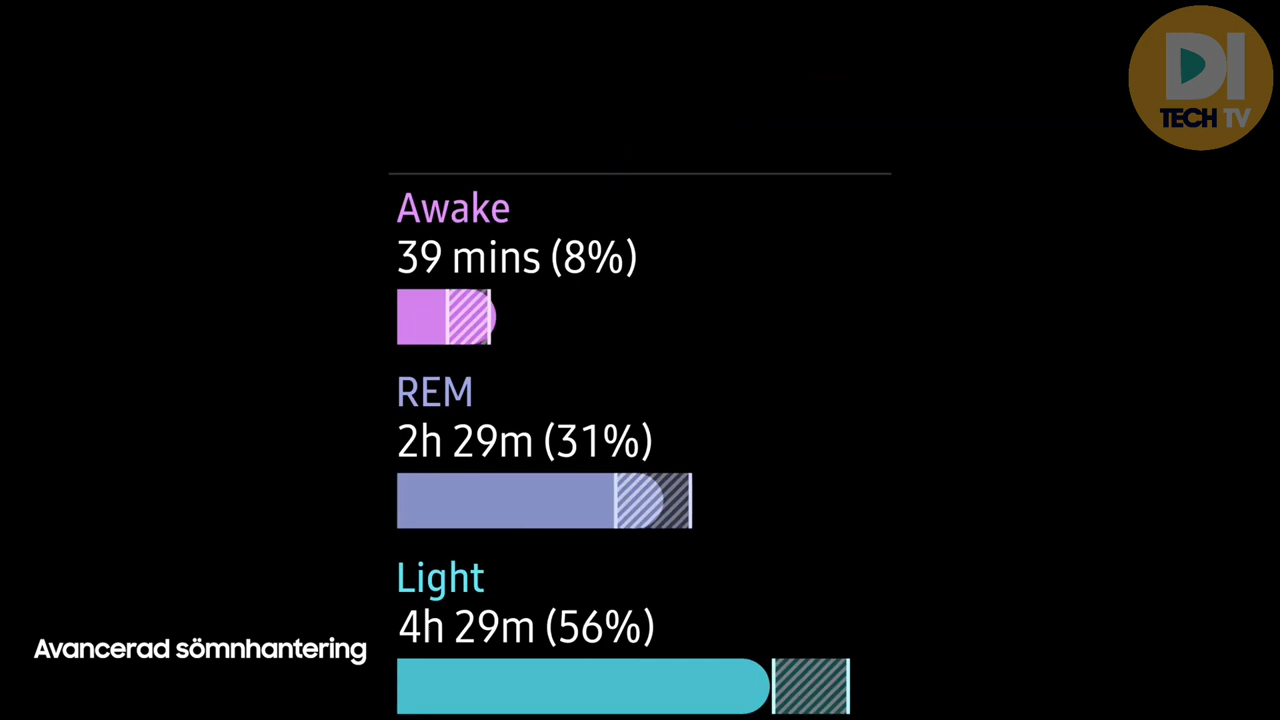 DI
TECH TV
Awake
39 mins (8%)
REM
2h 29m (31%)
Light
4h 29m (56%)
Avancerad sömnhantering